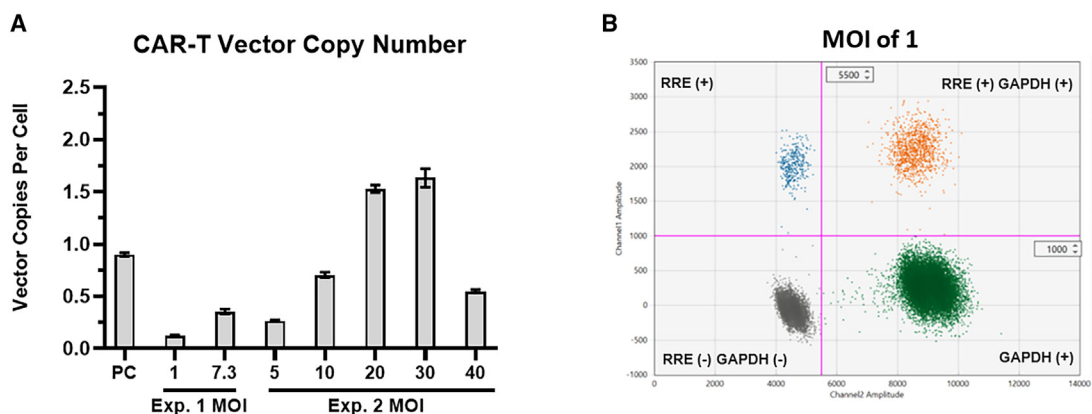 A
CAR-T Vector Copy Number
Vector Copies Per Cell
2.5
2.0
1.5
1.0
0.5
0.0
PC 1 7.3 5 10 20 30 40
Exp. 1 MOI Exp. 2 MOI
B
MOI of 1
Channel1 Amplitude
3500
3000
2500
2000
1500
1000
500
0
-500
-1000
RRE (+)
5500
RRE (+) GAPDH (+)
1000
RRE (-) GAPDH (-)
GAPDH (+)
0 2000 4000 6000 8000 10000 12000 14000
Channel2 Amplitude